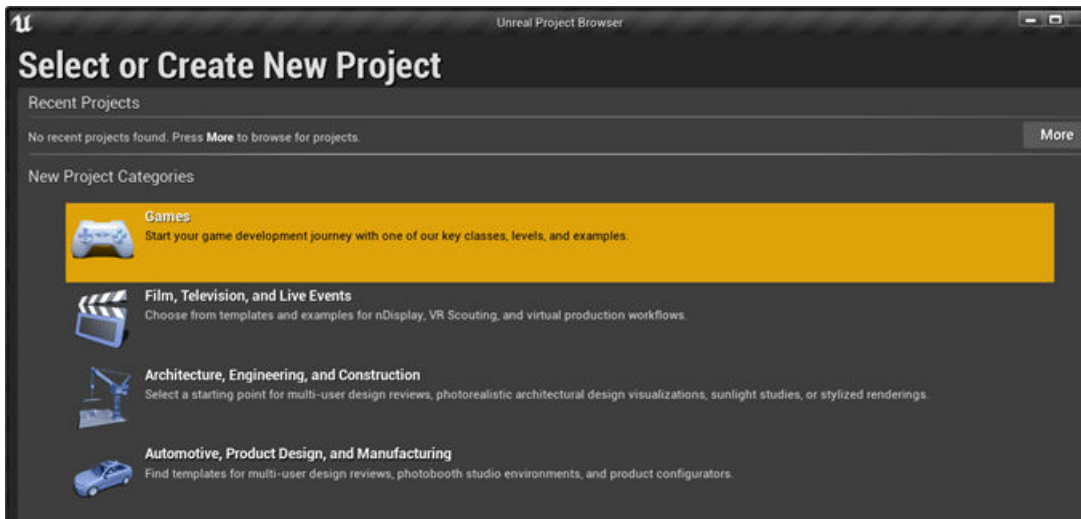 Unreal Project Browser
Select or Create New Project
Recent Projects
No recent projects found. Press More to browse for projects.
More
New Project Categories
Games
Start your game development journey with one of our key classes, levels, and examples.
Film, Television, and Live Events
Choose from templates and examples for nDisplay, VR Scouting, and virtual production workflows.
Architecture, Engineering, and Construction
Select a starting point for multi-user design reviews, photorealistic architectural design visualizations, sunlight studies, or stylized renderings.
Automotive, Product Design, and Manufacturing
Find templates for multi-user design reviews, photobooth studio environments, and product configurators.